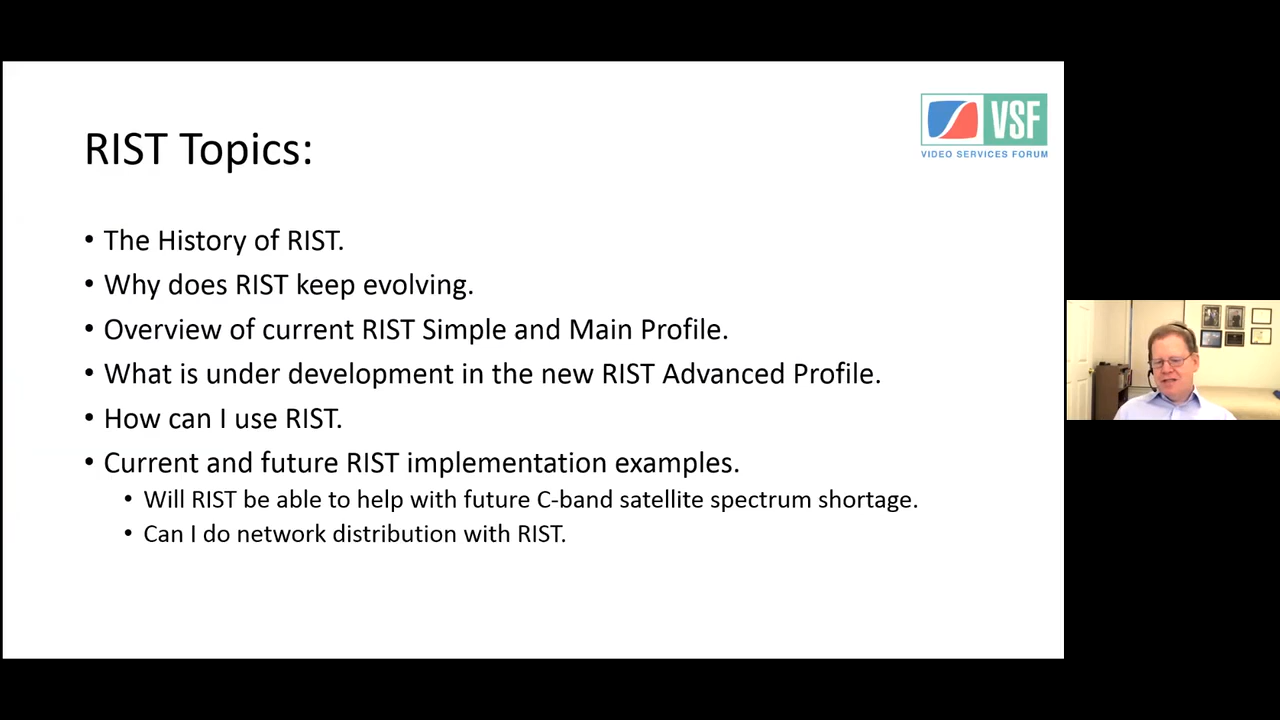 VSF
VIDEO SERVICES FORUM
RIST Topics:
• The History of RIST.
• Why does RIST keep evolving.
• Overview of current RIST Simple and Main Profile.
• What is under development in the new RIST Advanced Profile.
• How can I use RIST.
• Current and future RIST implementation examples.
• Will RIST be able to help with future C-band satellite spectrum shortage.
• Can I do network distribution with RIST.